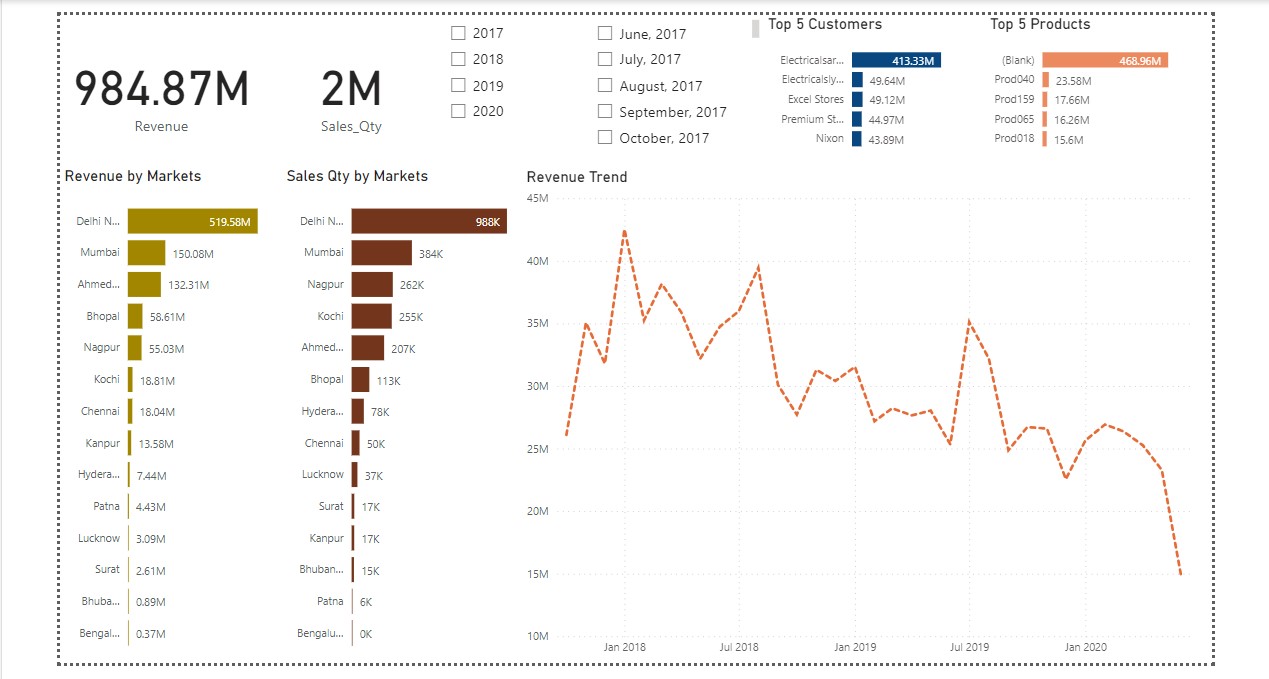 984.87M
Revenue
2M
Sales_Qty
2017
2018
2019
2020
June, 2017
July, 2017
August, 2017
September, 2017
October, 2017
Top 5 Customers
Electricalsar... 413.33M
Electricalsly... 49.64M
Excel Stores 49.12M
Premium St... 44.97M
Nixon 43.89M
Top 5 Products
(Blank) 468.96M
Prod040 23.58M
Prod159 17.66M
Prod065 16.26M
Prod018 15.6M
Revenue by Markets
Delhi N... 519.58M
Mumbai 150.08M
Ahmed... 132.31M
Bhopal 58.61M
Nagpur 55.03M
Kochi 18.81M
Chennai 18.04M
Kanpur 13.58M
Hydera... 7.44M
Patna 4.43M
Lucknow 3.09M
Surat 2.61M
Bhuba... 0.89M
Bengal... 0.37M
Sales Qty by Markets
Delhi N... 988K
Mumbai 384K
Nagpur 262K
Kochi 255K
Ahmed... 207K
Bhopal 113K
Hydera... 78K
Chennai 50K
Lucknow 37K
Surat 17K
Kanpur 17K
Bhuban... 15K
Patna 6K
Bengalu... 0K
Revenue Trend
45M
40M
35M
30M
25M
20M
15M
10M
Jan 2018 Jul 2018 Jan 2019 Jul 2019 Jan 2020